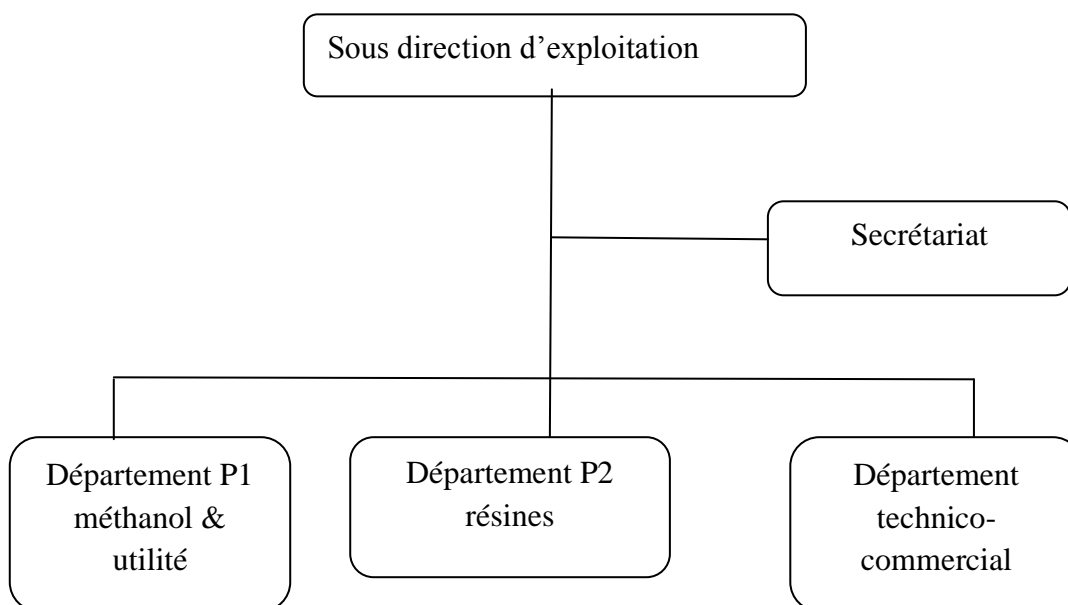 Sous direction d’exploitation
Secrétariat
Département P1
méthanol &
utilité
Département P2
résines
Département
technico-
commercial